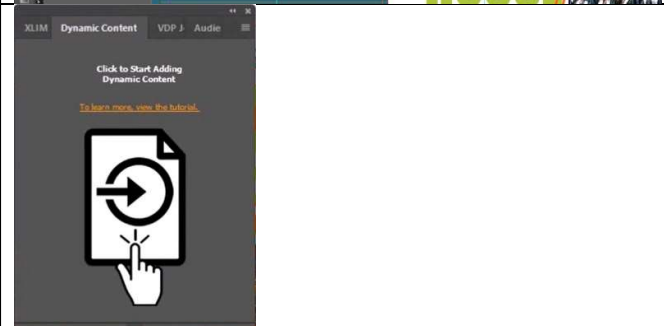 XLIM Dynamic Content VDP J Audie
Click to Start Adding
Dynamic Content
To learn more, view the tutorial.